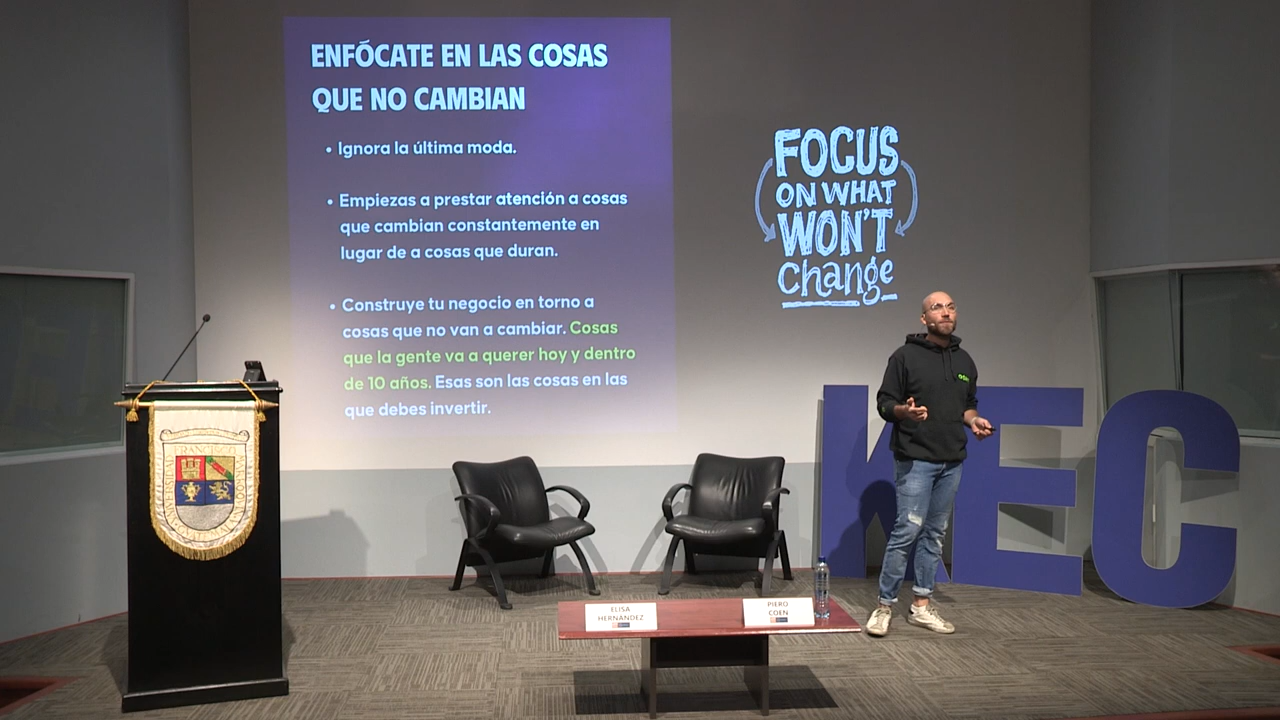 ENFÓCATE EN LAS COSAS
QUE NO CAMBIAN
• Ignora la última moda.
• Empiezas a prestar atención a cosas
que cambian constantemente en
lugar de a cosas que duran.
• Construye tu negocio en torno a
cosas que no van a cambiar. Cosas
que la gente va a querer hoy y dentro
de 10 años. Esas son las cosas en las
que debes invertir.
FOCUS
ON WHAT
WON'T
change
KEC
ELISA
HERNÁNDEZ
PIERO
COEN
FRANCISCO